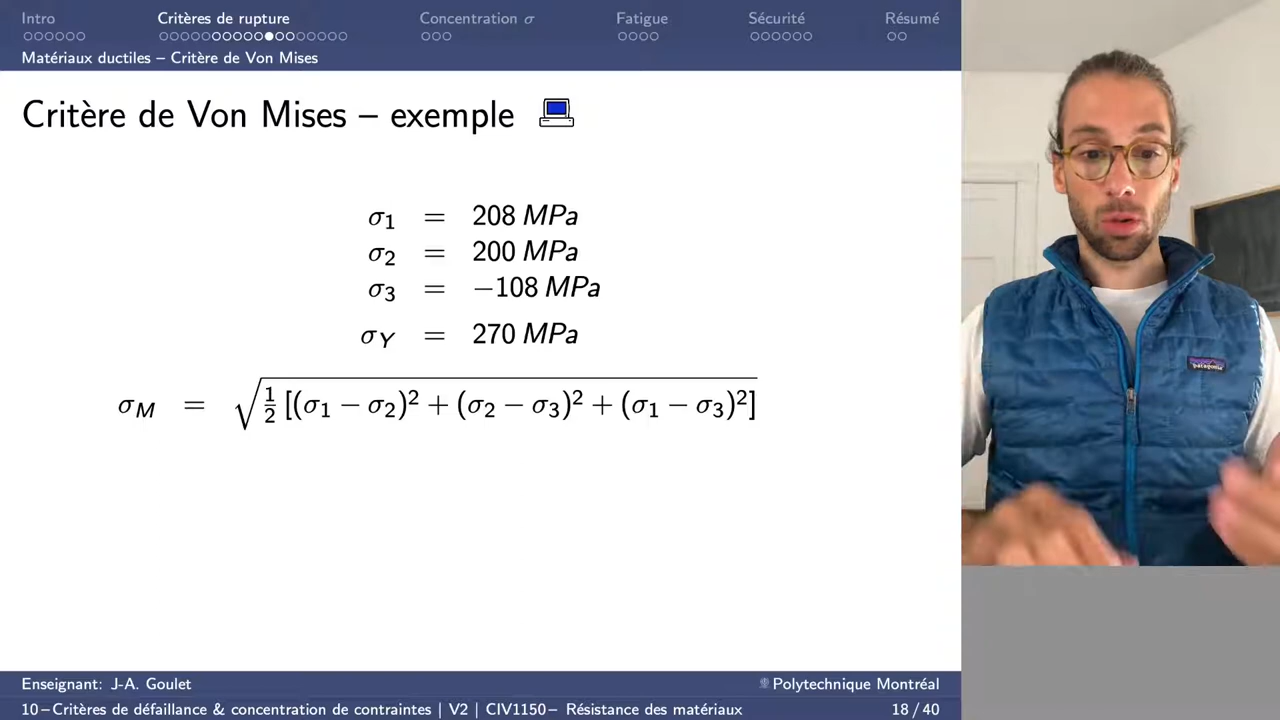 Intro Critères de rupture Concentration σ Fatigue Sécurité Résumé
Matériaux ductiles – Critère de Von Mises
Critère de Von Mises – exemple
σ1 = 208 MPa
σ2 = 200 MPa
σ3 = −108 MPa
σY = 270 MPa
σM = √½ [(σ1 − σ2)² + (σ2 − σ3)² + (σ1 − σ3)²]
patagonia
Enseignant: J-A. Goulet Polytechnique Montréal
10 – Critères de défaillance & concentration de contraintes | V2 | CIV1150 – Résistance des matériaux 18 / 40